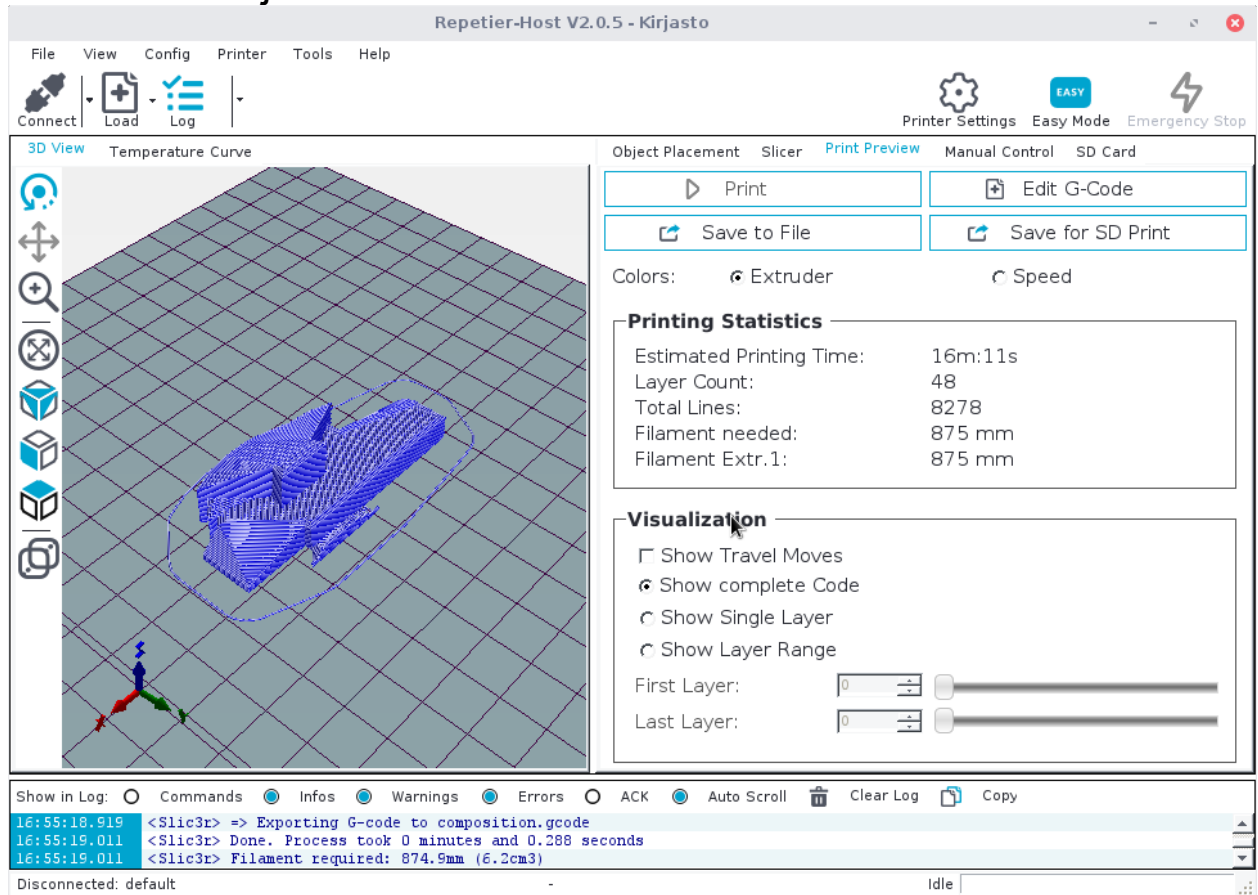 Repetier-Host V2.0.5 - Kirjasto
File View Config Printer Tools Help
Connect Load Log
EASY
Printer Settings Easy Mode Emergency Stop
3D View Temperature Curve
Object Placement Slicer Print Preview Manual Control SD Card
Print Edit G-Code
Save to File Save for SD Print
Colors: Extruder Speed
Printing Statistics
Estimated Printing Time: 16m:11s
Layer Count: 48
Total Lines: 8278
Filament needed: 875 mm
Filament Extr.1: 875 mm
Visualization
Show Travel Moves
Show complete Code
Show Single Layer
Show Layer Range
First Layer: 0
Last Layer: 0
Show in Log: Commands Infos Warnings Errors ACK Auto Scroll Clear Log Copy
16:55:18.919 <Slic3r> => Exporting G-code to composition.gcode
16:55:19.011 <Slic3r> Done. Process took 0 minutes and 0.288 seconds
16:55:19.011 <Slic3r> Filament required: 874.9mm (6.2cm3)
Disconnected: default - Idle